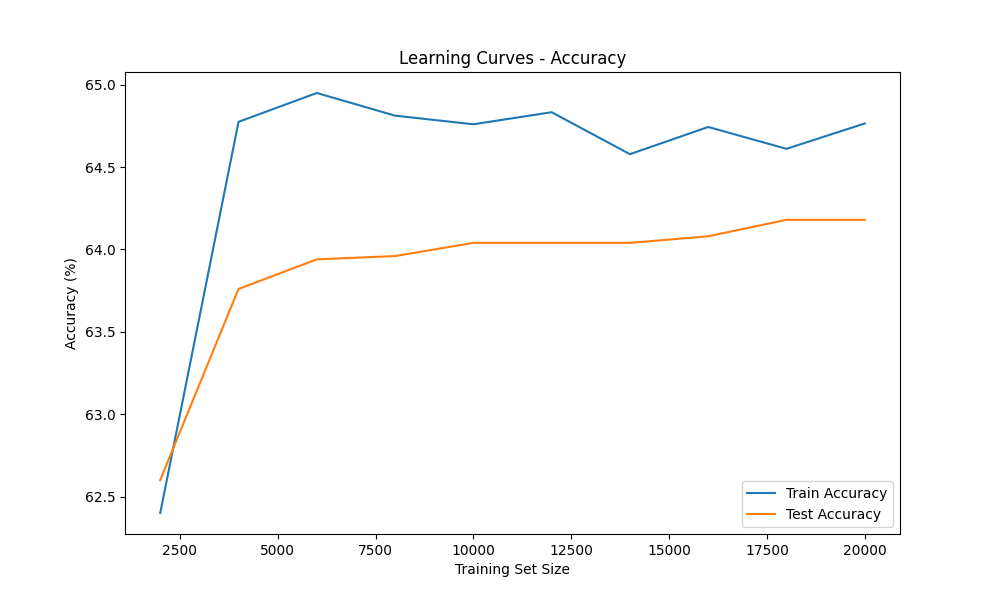 Learning Curves - Accuracy
65.0
64.5
64.0
63.5
63.0
62.5
Accuracy (%)
Train Accuracy
Test Accuracy
2500 5000 7500 10000 12500 15000 17500 20000
Training Set Size